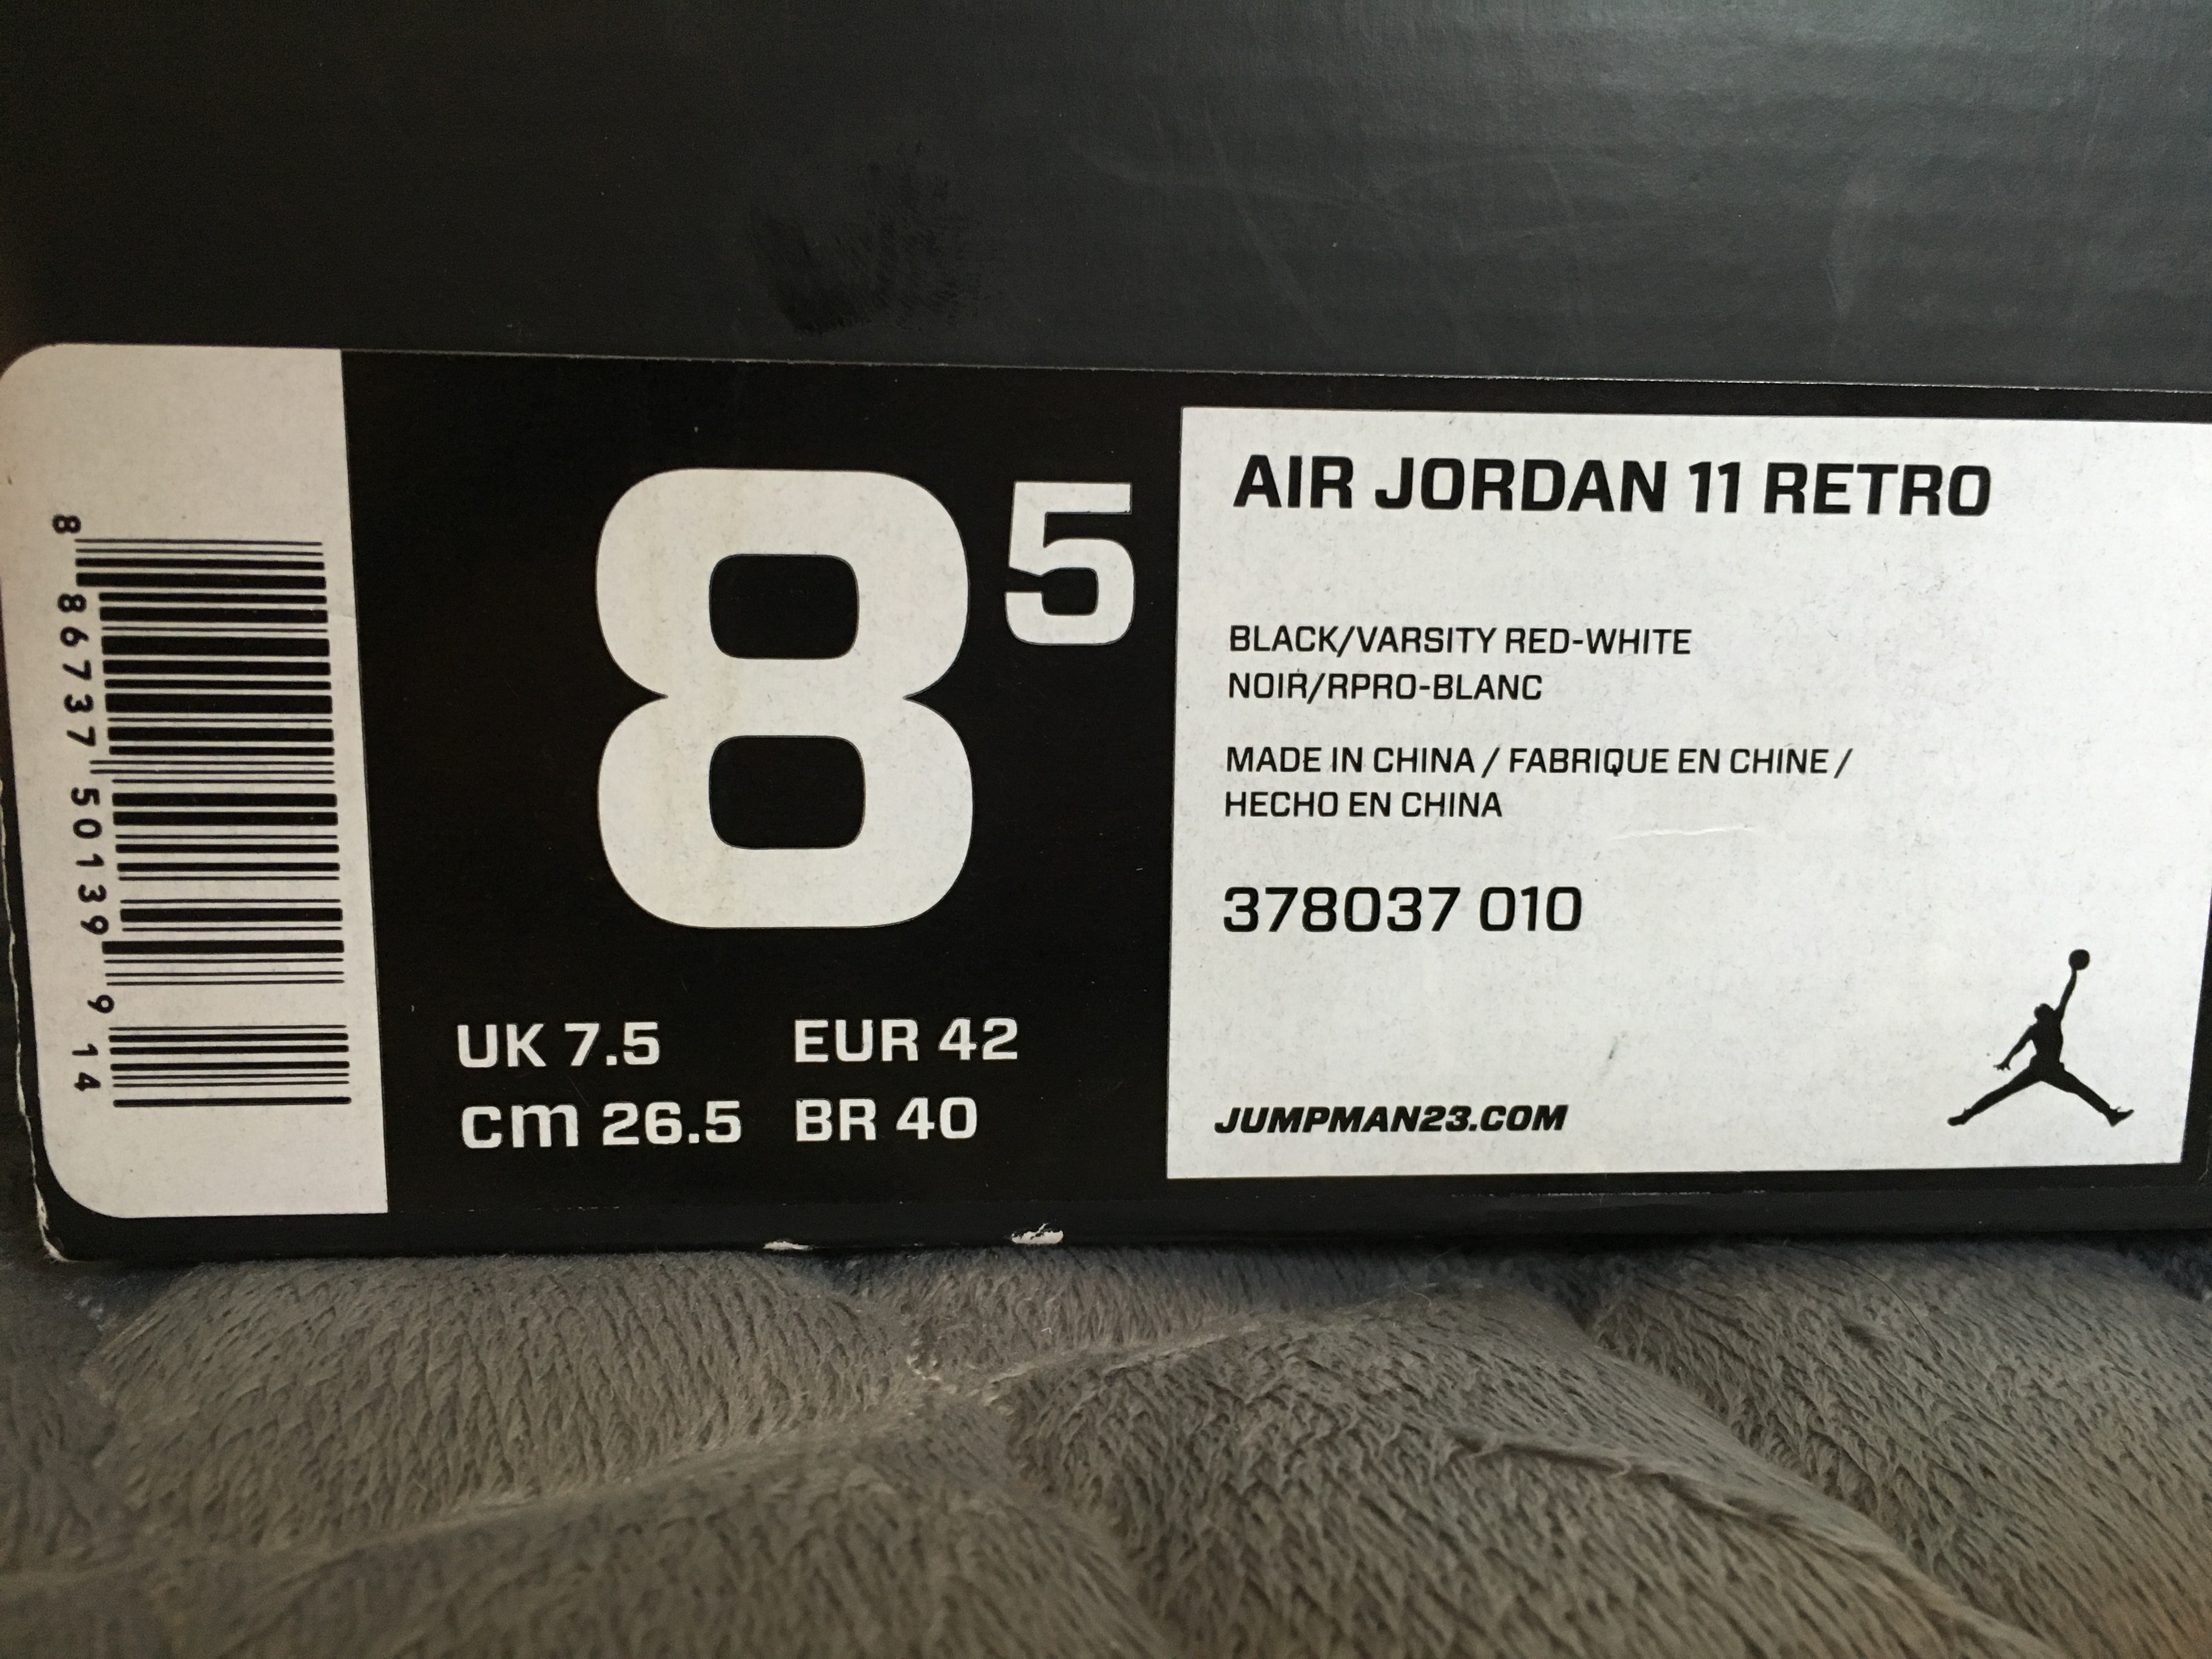 8 86737 50139 9 14
8 5
UK 7.5 EUR 42
cm 26.5 BR 40
AIR JORDAN 11 RETRO
BLACK/VARSITY RED-WHITE
NOIR/RPRO-BLANC
MADE IN CHINA / FABRIQUE EN CHINE /
HECHO EN CHINA
378037 010
JUMPMAN23.COM